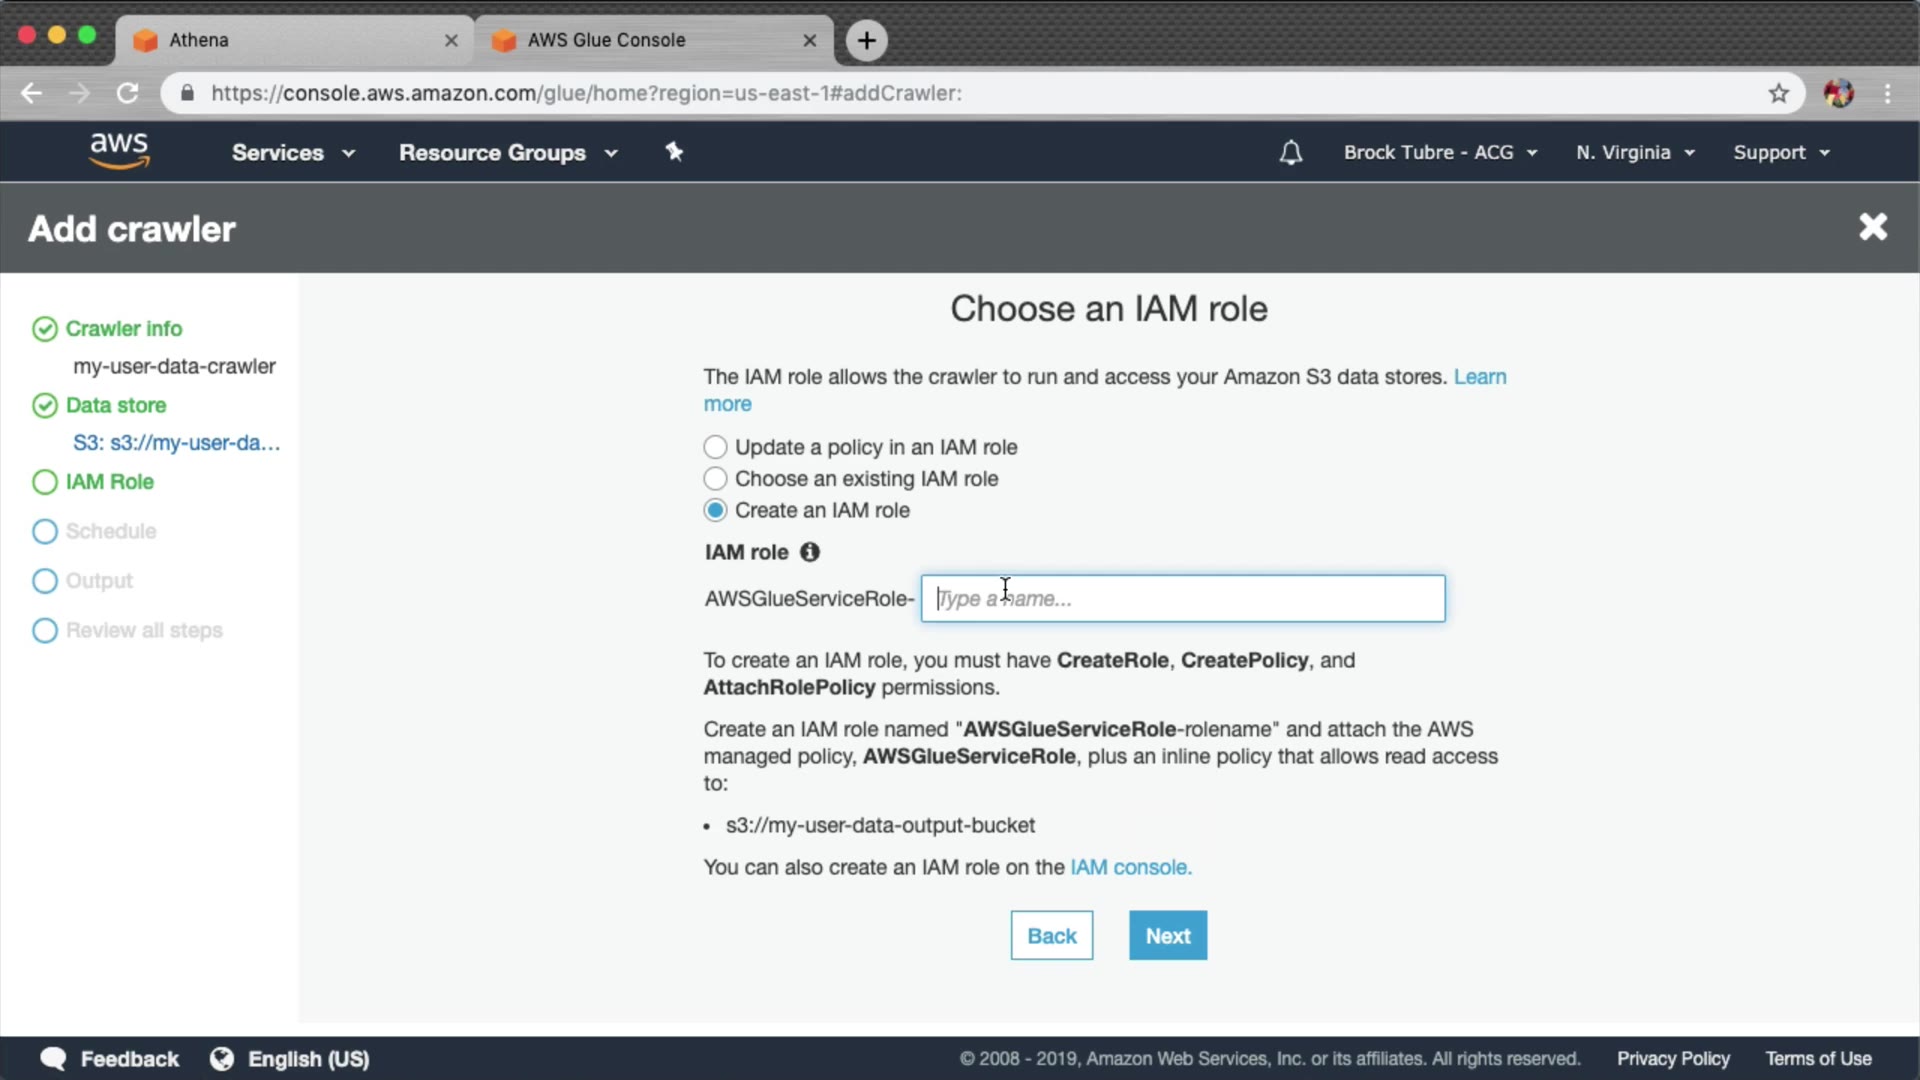 Athena
AWS Glue Console
https://console.aws.amazon.com/glue/home?region=us-east-1#addCrawler:
aws
Services
Resource Groups
Brock Tubre - ACG
N. Virginia
Support
Add crawler
Crawler info
my-user-data-crawler
Data store
S3: s3://my-user-da...
IAM Role
Schedule
Output
Review all steps
Choose an IAM role
The IAM role allows the crawler to run and access your Amazon S3 data stores. Learn
more
Update a policy in an IAM role
Choose an existing IAM role
Create an IAM role
IAM role
AWSGlueServiceRole-
Type a name...
To create an IAM role, you must have CreateRole, CreatePolicy, and
AttachRolePolicy permissions.
Create an IAM role named "AWSGlueServiceRole-rolename" and attach the AWS
managed policy, AWSGlueServiceRole, plus an inline policy that allows read access
to:
• s3://my-user-data-output-bucket
You can also create an IAM role on the IAM console.
Back
Next
Feedback
English (US)
© 2008 - 2019, Amazon Web Services, Inc. or its affiliates. All rights reserved.
Privacy Policy
Terms of Use